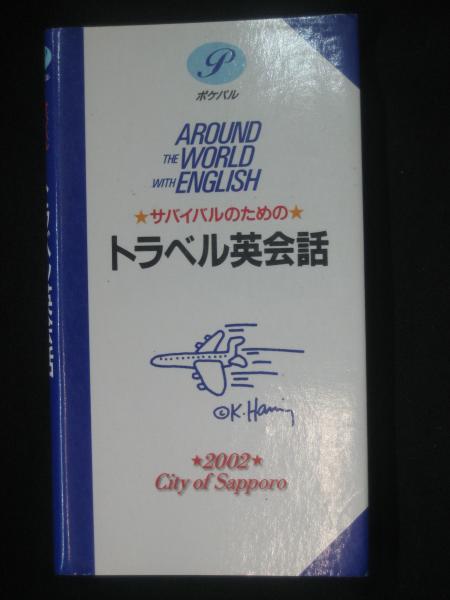 P
ポケパル
AROUND
THE WORLD
WITH ENGLISH
★サバイバルのための★
トラベル英会話
©K.Haring
★2002★
City of Sapporo